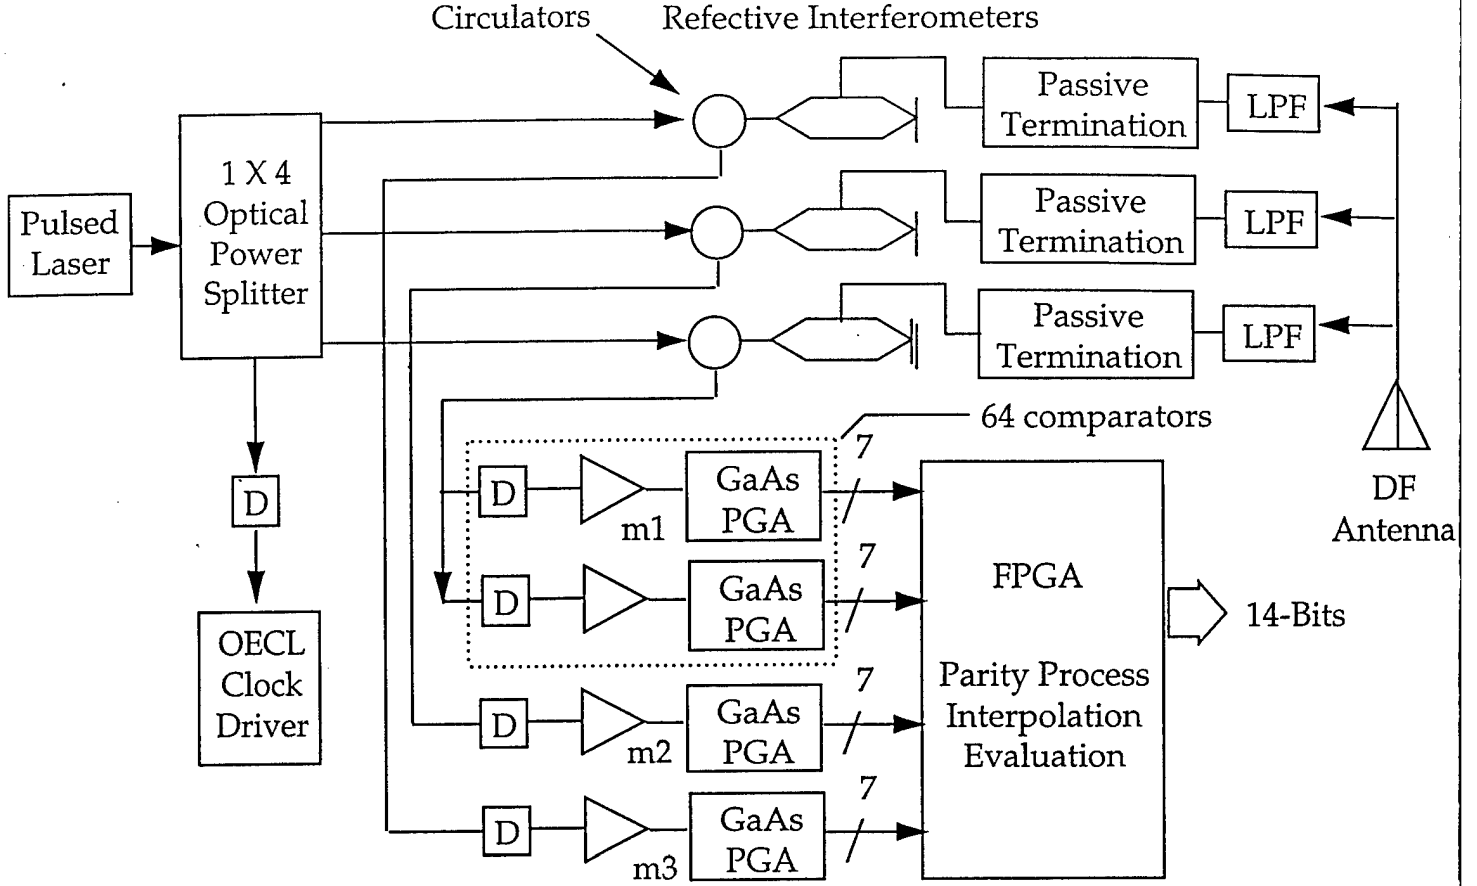 Circulators
Refective Interferometers
Passive
Termination
LPF
1 X 4
Optical
Power
Splitter
Pulsed
Laser
Passive
Termination
LPF
Passive
Termination
LPF
64 comparators
7
D
GaAs
PGA
m1
DF
Antenna
D
7
D
GaAs
PGA
FPGA
Parity Process
Interpolation
Evaluation
14-Bits
OECL
Clock
Driver
7
D
GaAs
PGA
m2
7
D
GaAs
PGA
m3